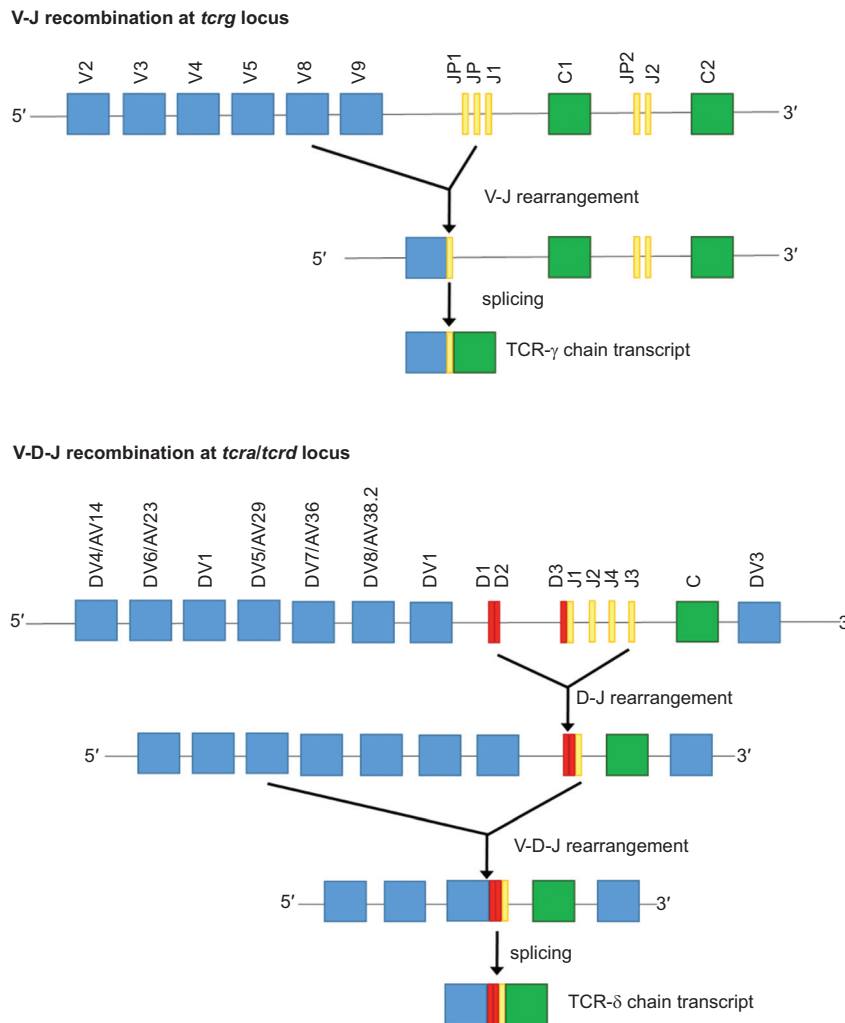 V-J recombination at tcrg locus
V2 V3 V4 V5 V8 V9 JP1 JP J1 C1 JP2 J2 C2
5′ 3′
V-J rearrangement
5′ 3′
splicing
TCR-γ chain transcript
V-D-J recombination at tcra/tcrd locus
DV4/AV14 DV6/AV23 DV1 DV5/AV29 DV7/AV36 DV8/AV38.2 DV1 D1 D2 D3 J1 J2 J4 J3 C DV3
5′ 3
D-J rearrangement
5′ 3′
V-D-J rearrangement
5′ 3′
splicing
TCR-δ chain transcript